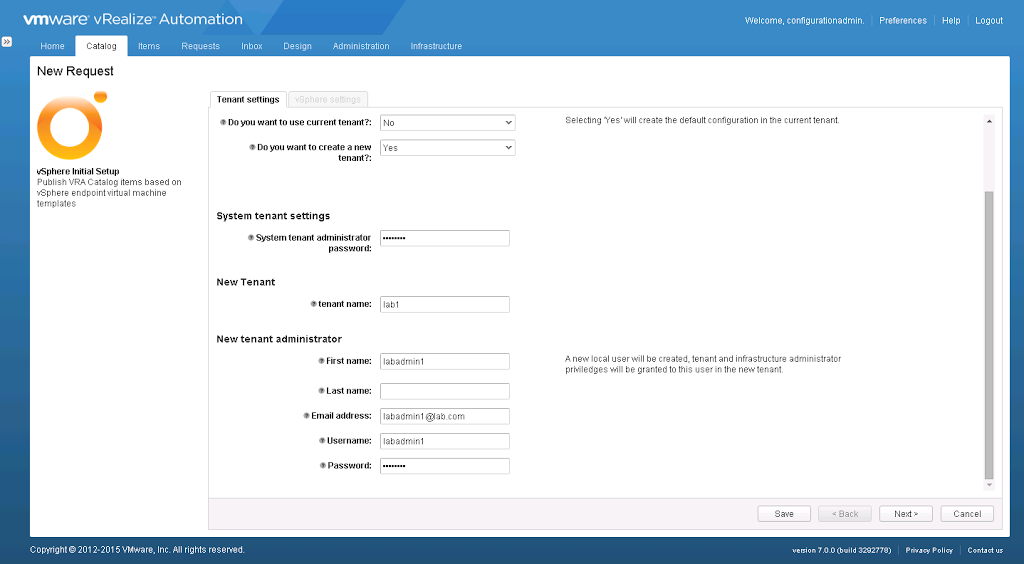 vmware® vRealize™ Automation
Welcome, configurationadmin.
Preferences
Help
Logout
Home
Catalog
Items
Requests
Inbox
Design
Administration
Infrastructure
New Request
vSphere Initial Setup
Publish VRA Catalog items based on
vSphere endpoint virtual machine
templates
Tenant settings
vSphere settings
Do you want to use current tenant?:
No
Selecting 'Yes' will create the default configuration in the current tenant.
Do you want to create a new
tenant?:
Yes
System tenant settings
System tenant administrator
password:
••••••••
New Tenant
tenant name:
lab1
New tenant administrator
First name:
labadmin1
A new local user will be created, tenant and infrastructure administrator
priviledges will be granted to this user in the new tenant.
Last name:
Email address:
labadmin1@lab.com
Username:
labadmin1
Password:
••••••••
Save
< Back
Next >
Cancel
Copyright © 2012-2015 VMware, Inc. All rights reserved.
version 7.0.0 (build 3292778)
Privacy Policy
Contact us